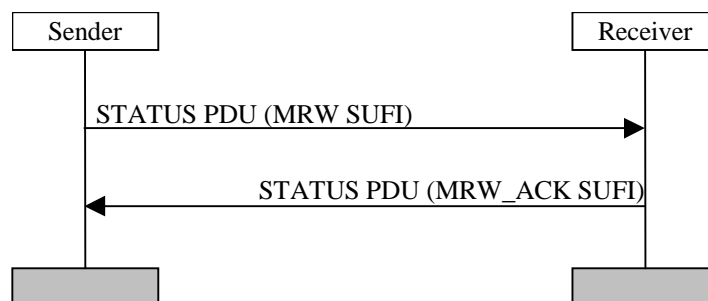 Sender
Receiver
STATUS PDU (MRW SUFI)
STATUS PDU (MRW_ACK SUFI)